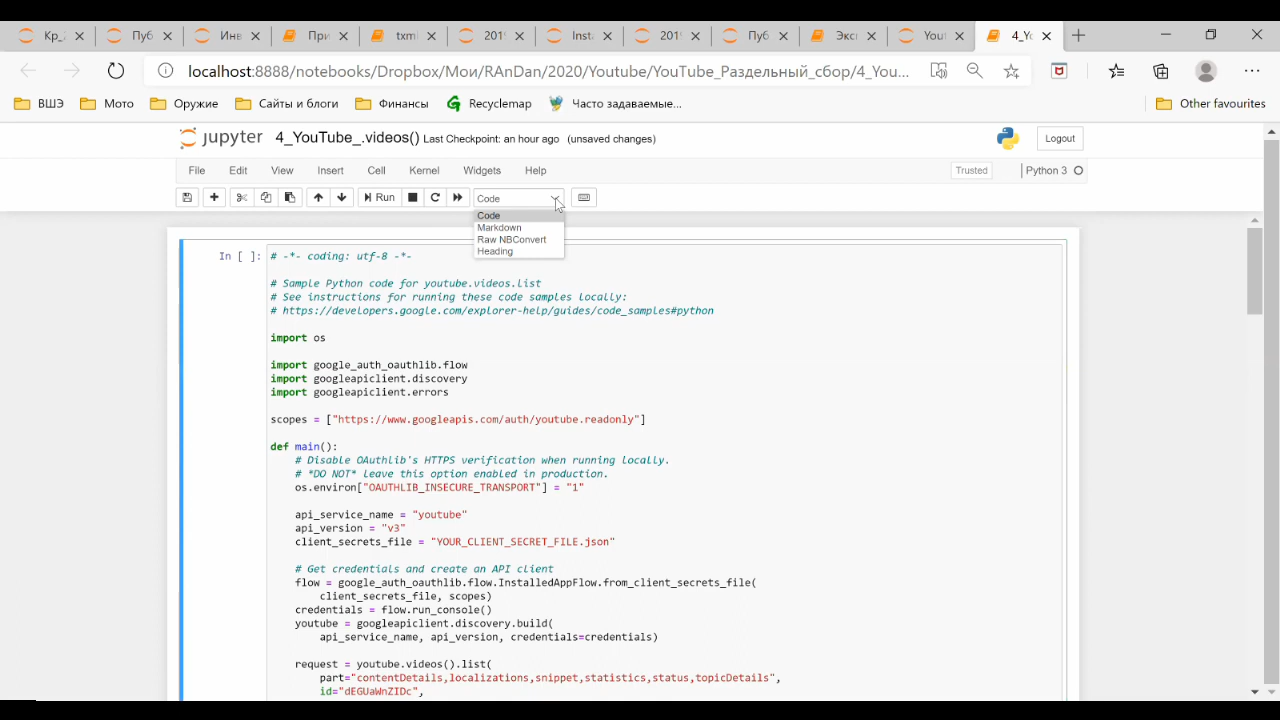 Кр_
Пуб
Инв
При
txmi
2019
Insta
2019
Пуб
Экс
Yout
4_Yo
localhost:8888/notebooks/Dropbox/Мои/RAnDan/2020/Youtube/YouTube_Раздельный_сбор/4_You...
ВШЭ
Мото
Оружие
Сайты и блоги
Финансы
Recyclemap
Часто задаваемые...
Other favourites
jupyter 4_YouTube_.videos() Last Checkpoint: an hour ago (unsaved changes)
Logout
File Edit View Insert Cell Kernel Widgets Help
Trusted
Python 3
Run
Code
Code
Markdown
Raw NBConvert
Heading
In [ ]: # -*- coding: utf-8 -*-
# Sample Python code for youtube.videos.list
# See instructions for running these code samples locally:
# https://developers.google.com/explorer-help/guides/code_samples#python
import os
import google_auth_oauthlib.flow
import googleapiclient.discovery
import googleapiclient.errors
scopes = ["https://www.googleapis.com/auth/youtube.readonly"]
def main():
# Disable OAuthlib's HTTPS verification when running locally.
# *DO NOT* leave this option enabled in production.
os.environ["OAUTHLIB_INSECURE_TRANSPORT"] = "1"
api_service_name = "youtube"
api_version = "v3"
client_secrets_file = "YOUR_CLIENT_SECRET_FILE.json"
# Get credentials and create an API client
flow = google_auth_oauthlib.flow.InstalledAppFlow.from_client_secrets_file(
client_secrets_file, scopes)
credentials = flow.run_console()
youtube = googleapiclient.discovery.build(
api_service_name, api_version, credentials=credentials)
request = youtube.videos().list(
part="contentDetails,localizations,snippet,statistics,status,topicDetails",
id="dEGUaWnZIDc",